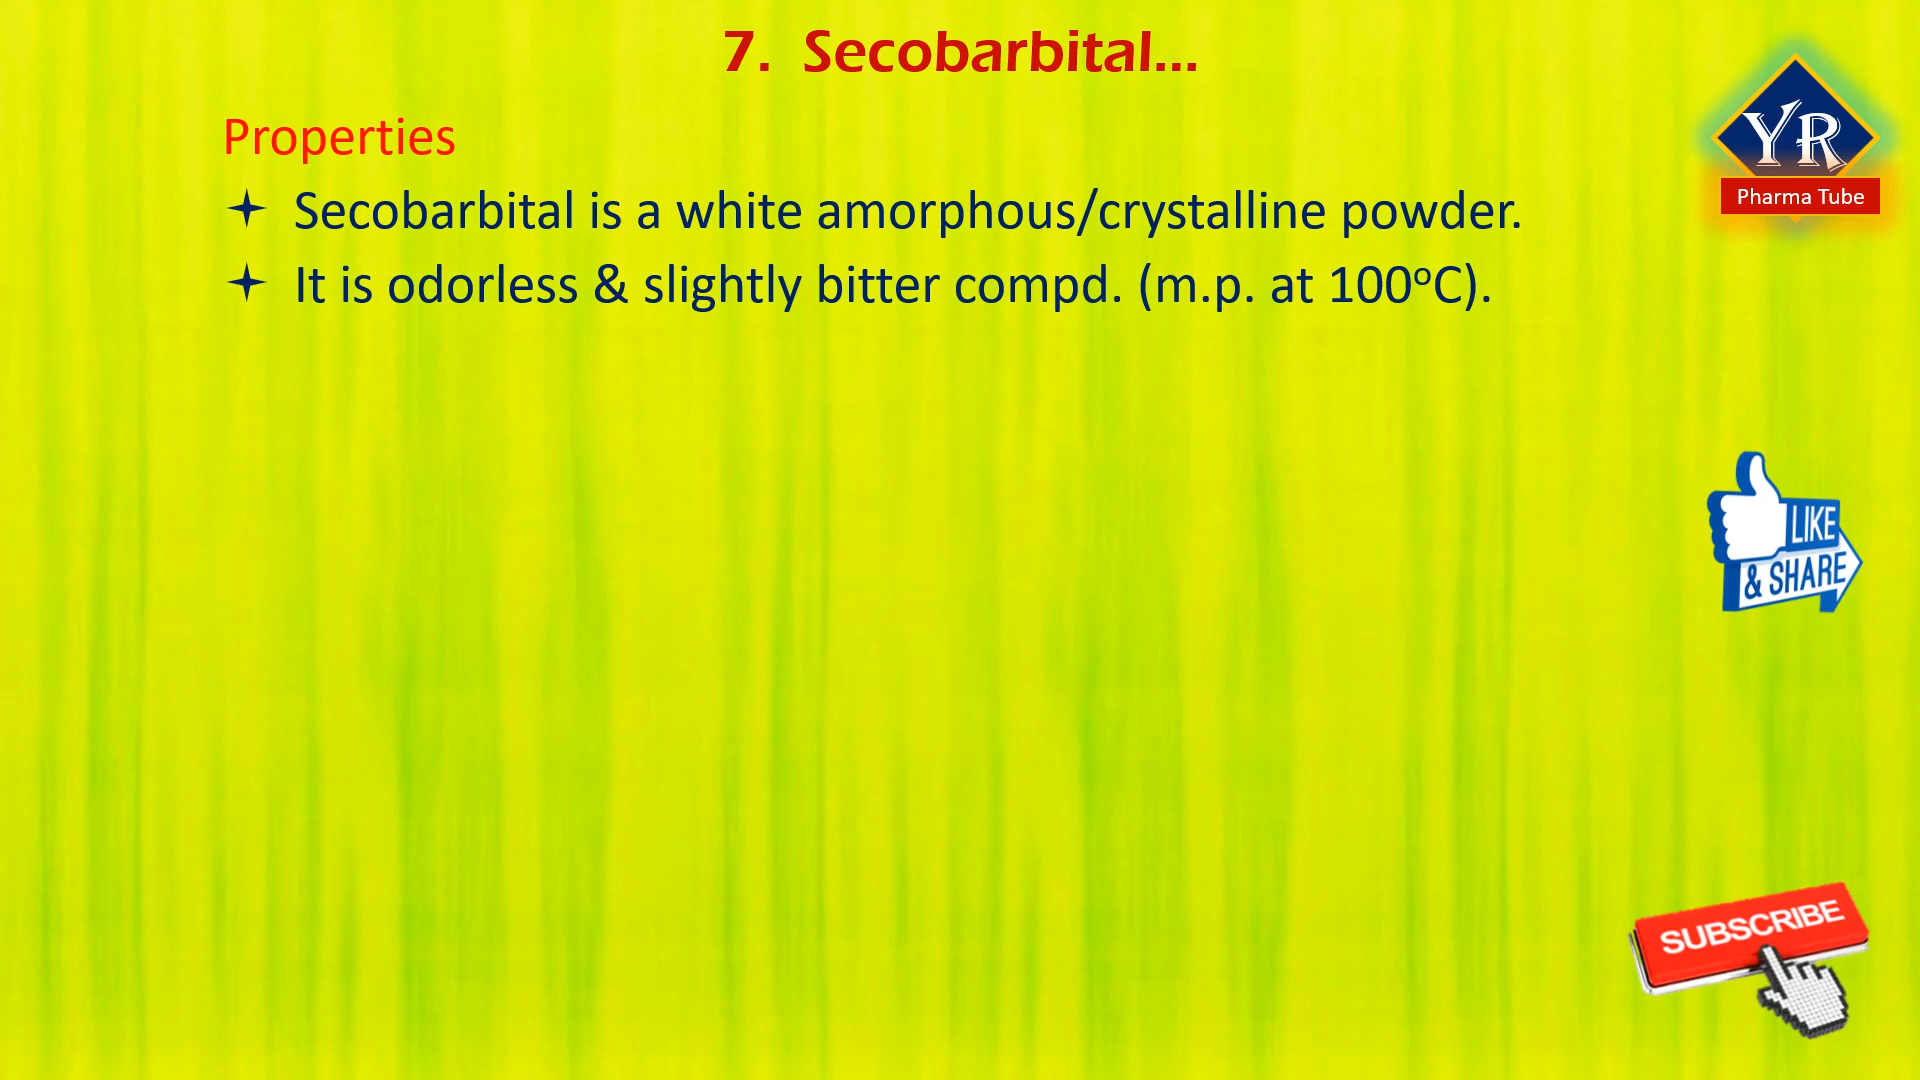 7. Secobarbital...
Properties
Secobarbital is a white amorphous/crystalline powder.
It is odorless & slightly bitter compd. (m.p. at 100ᵒC).
YR
Pharma Tube
LIKE
& SHARE
SUBSCRIBE